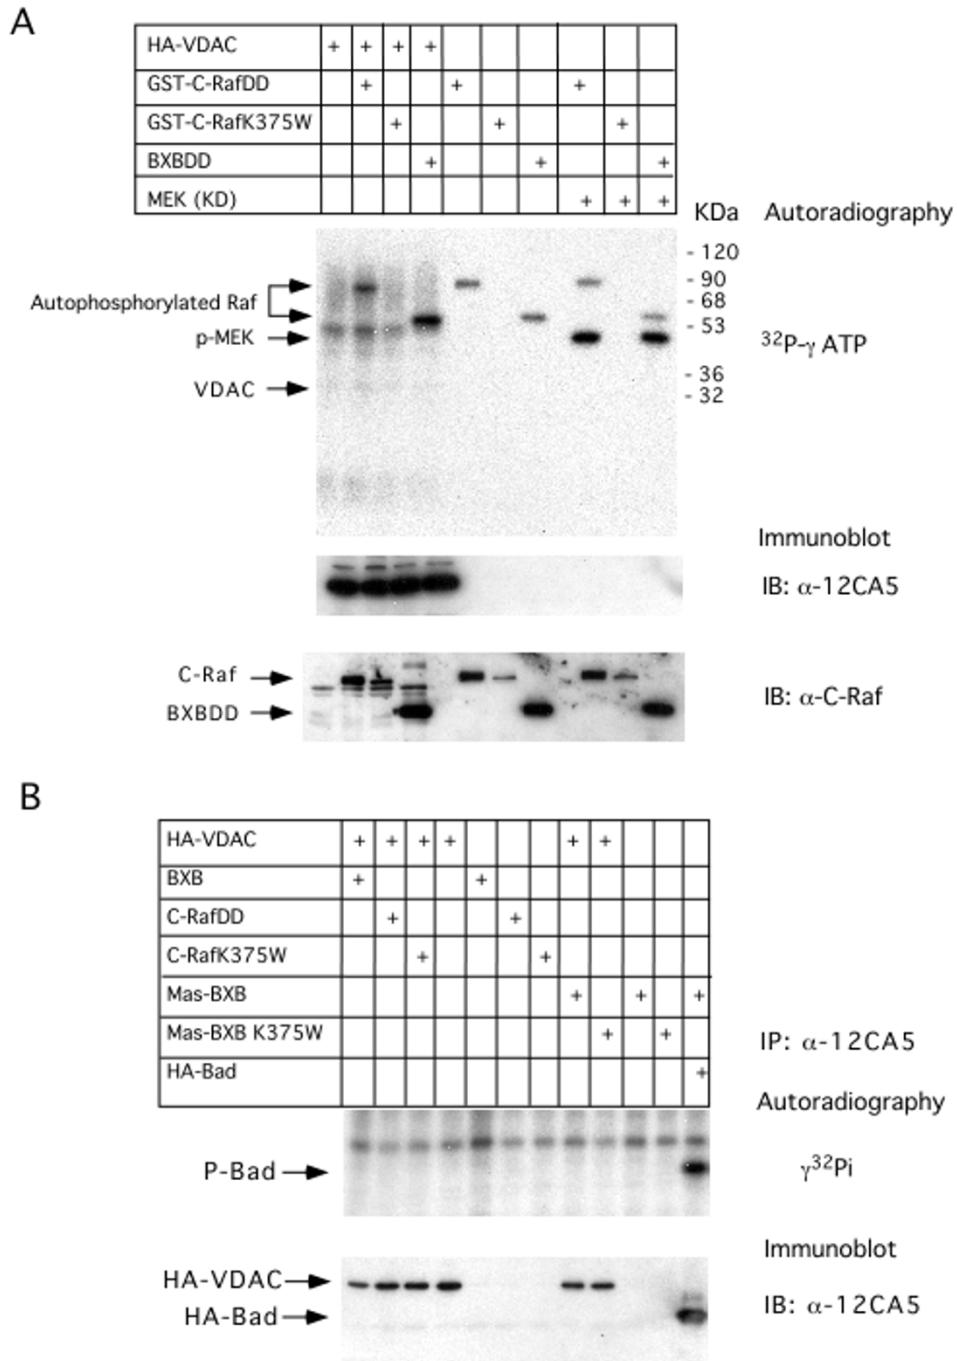 A
HA-VDAC + + + +
GST-C-RafDD + + +
GST-C-RafK375W + + +
BXBDD + + +
MEK (KD) + + +
KDa Autoradiography
- 120
- 90
- 68
- 53
- 36
- 32
Autophosphorylated Raf
p-MEK
VDAC
32P-γ ATP
Immunoblot
IB: α-12CA5
C-Raf
BXBDD
IB: α-C-Raf
B
HA-VDAC + + + + + +
BXB + +
C-RafDD + +
C-RafK375W + +
Mas-BXB + + +
Mas-BXB K375W + +
HA-Bad +
IP: α-12CA5
Autoradiography
P-Bad
γ32Pi
Immunoblot
HA-VDAC
HA-Bad
IB: α-12CA5